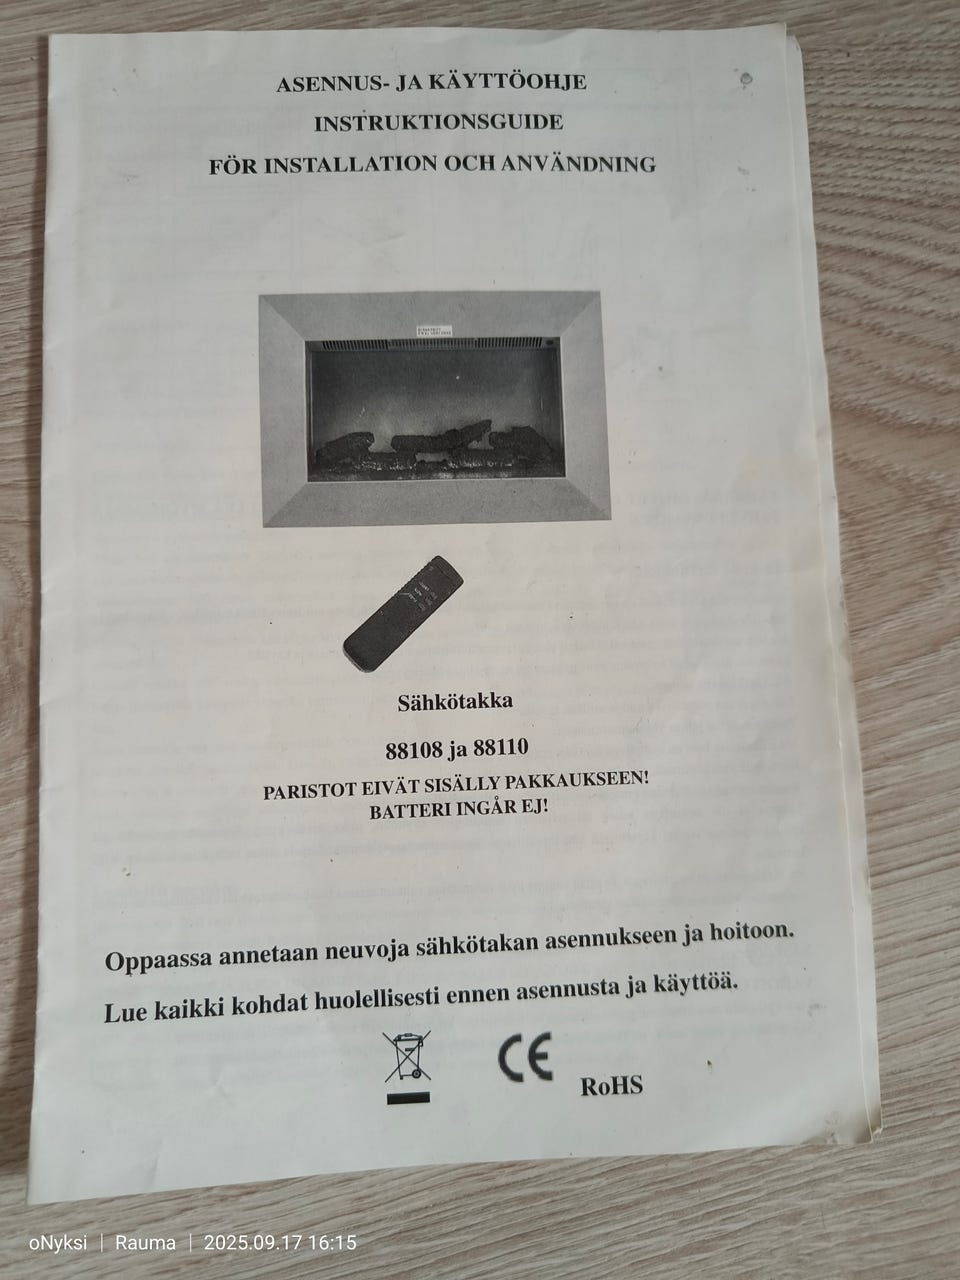 ASENNUS- JA KÄYTTÖOHJE
INSTRUKTIONSGUIDE
FÖR INSTALLATION OCH ANVÄNDNING
Sähkötakka
88108 ja 88110
PARISTOT EIVÄT SISÄLLY PAKKAUKSEEN!
BATTERI INGÅR EJ!
Oppaassa annetaan neuvoja sähkötakan asennukseen ja hoitoon.
Lue kaikki kohdat huolellisesti ennen asennusta ja käyttöä.
CE
RoHS
oNyksi | Rauma | 2025.09.17 16:15